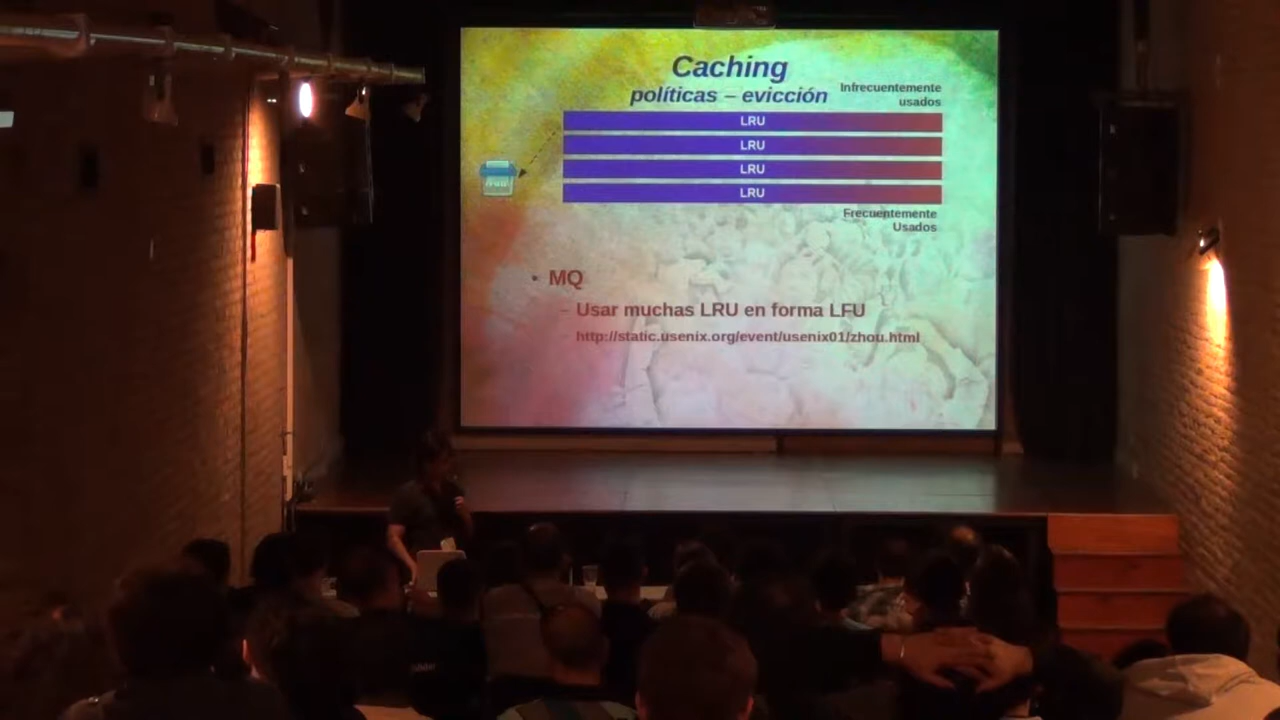 Caching
políticas – evicción
Infrecuentemente
usados
LRU
LRU
LRU
LRU
Frecuentemente
Usados
• MQ
– Usar muchas LRU en forma LFU
http://static.usenix.org/event/usenix01/zhou.html